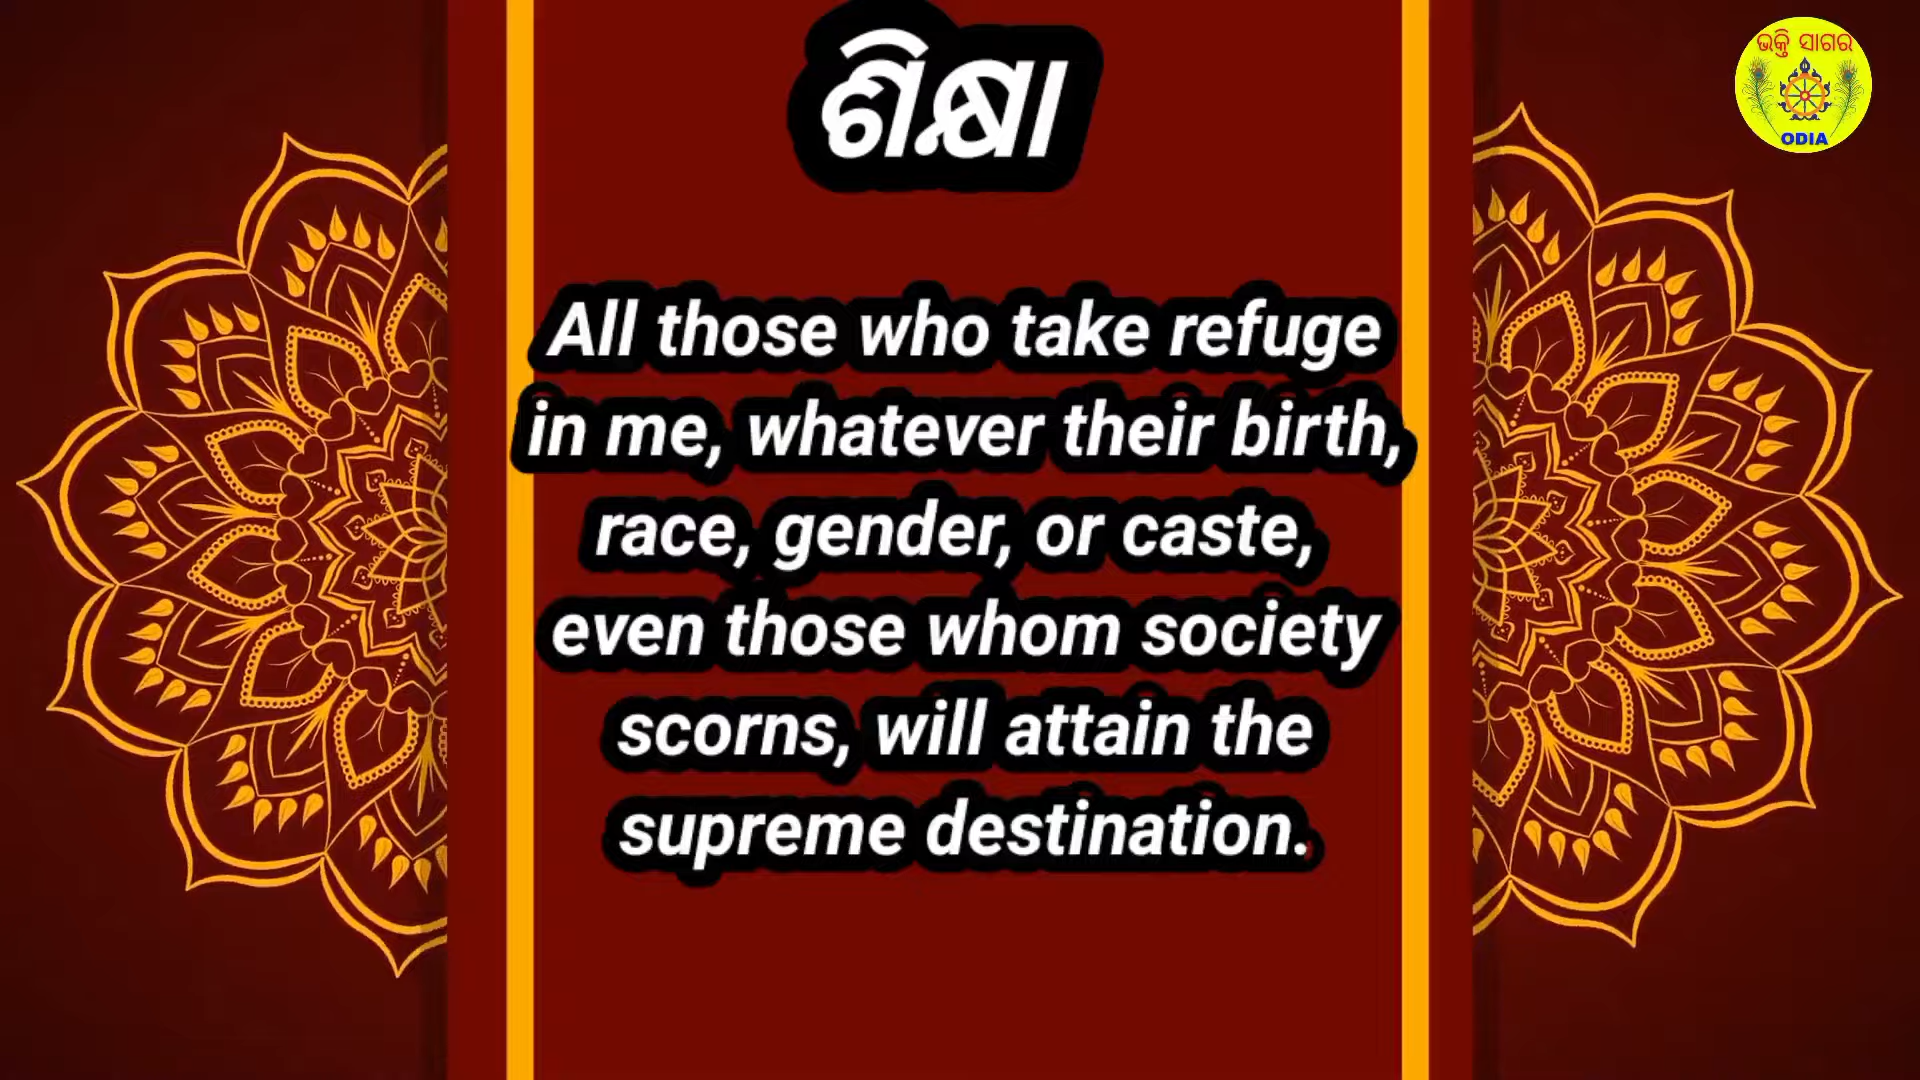 ଶିକ୍ଷା
ଭକ୍ତି ସାଗର
ODIA
All those who take refuge
in me, whatever their birth,
race, gender, or caste,
even those whom society
scorns, will attain the
supreme destination.